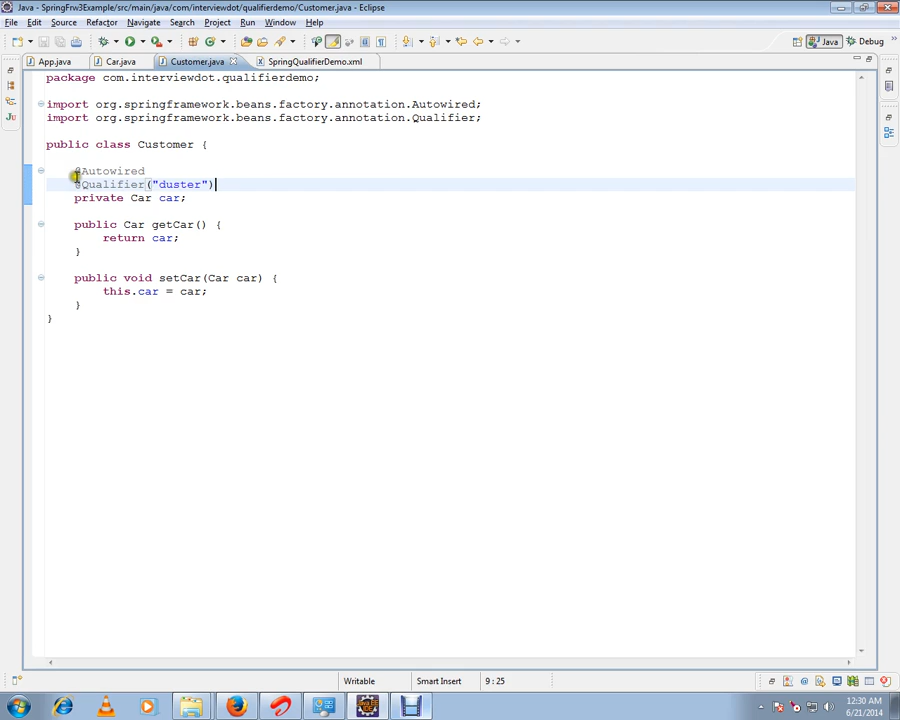 Java - SpringFrw3Example/src/main/java/com/interviewdot/qualifierdemo/Customer.java - Eclipse
File Edit Source Refactor Navigate Search Project Run Window Help
Java Debug
App.java Car.java Customer.java SpringQualifierDemo.xml
package com.interviewdot.qualifierdemo;
import org.springframework.beans.factory.annotation.Autowired;
import org.springframework.beans.factory.annotation.Qualifier;
public class Customer {
@Autowired
@Qualifier("duster")
private Car car;
public Car getCar() {
return car;
}
public void setCar(Car car) {
this.car = car;
}
}
Writable Smart Insert 9 : 25
12:30 AM
6/21/2014